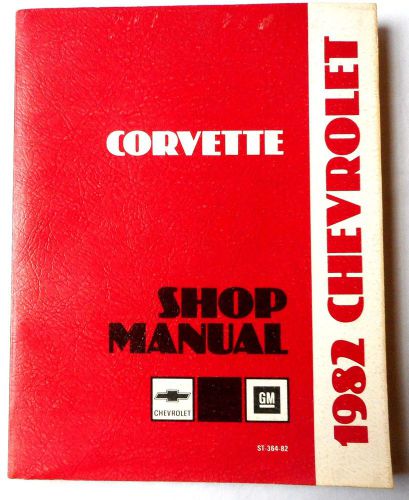 CORVETTE
SHOP
MANUAL
CHEVROLET
GM
ST-364-82
1982 CHEVROLET